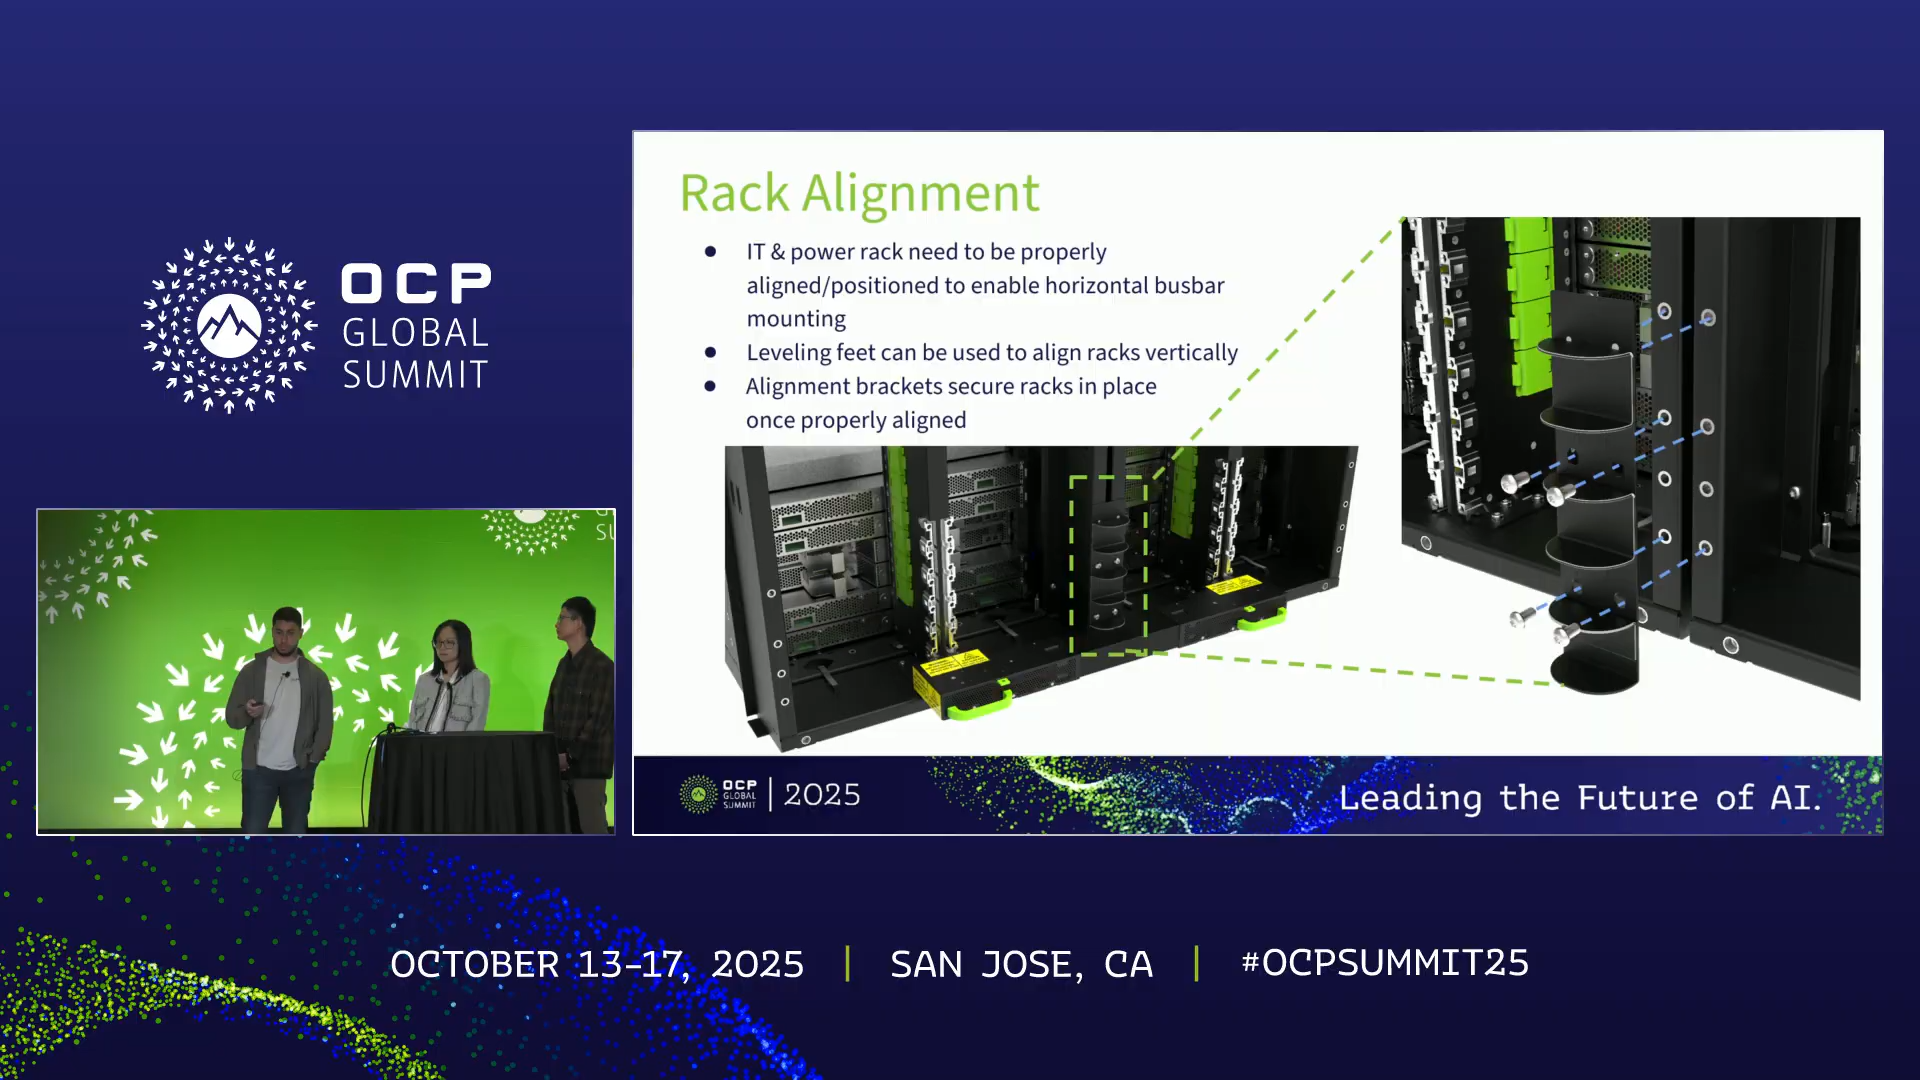 OCP
GLOBAL
SUMMIT
Rack Alignment
● IT & power rack need to be properly
aligned/positioned to enable horizontal busbar
mounting
● Leveling feet can be used to align racks vertically
● Alignment brackets secure racks in place
once properly aligned
OCP
GLOBAL
SUMMIT
2025
Leading the Future of AI.
OCTOBER 13-17, 2025 | SAN JOSE, CA | #OCPSUMMIT25